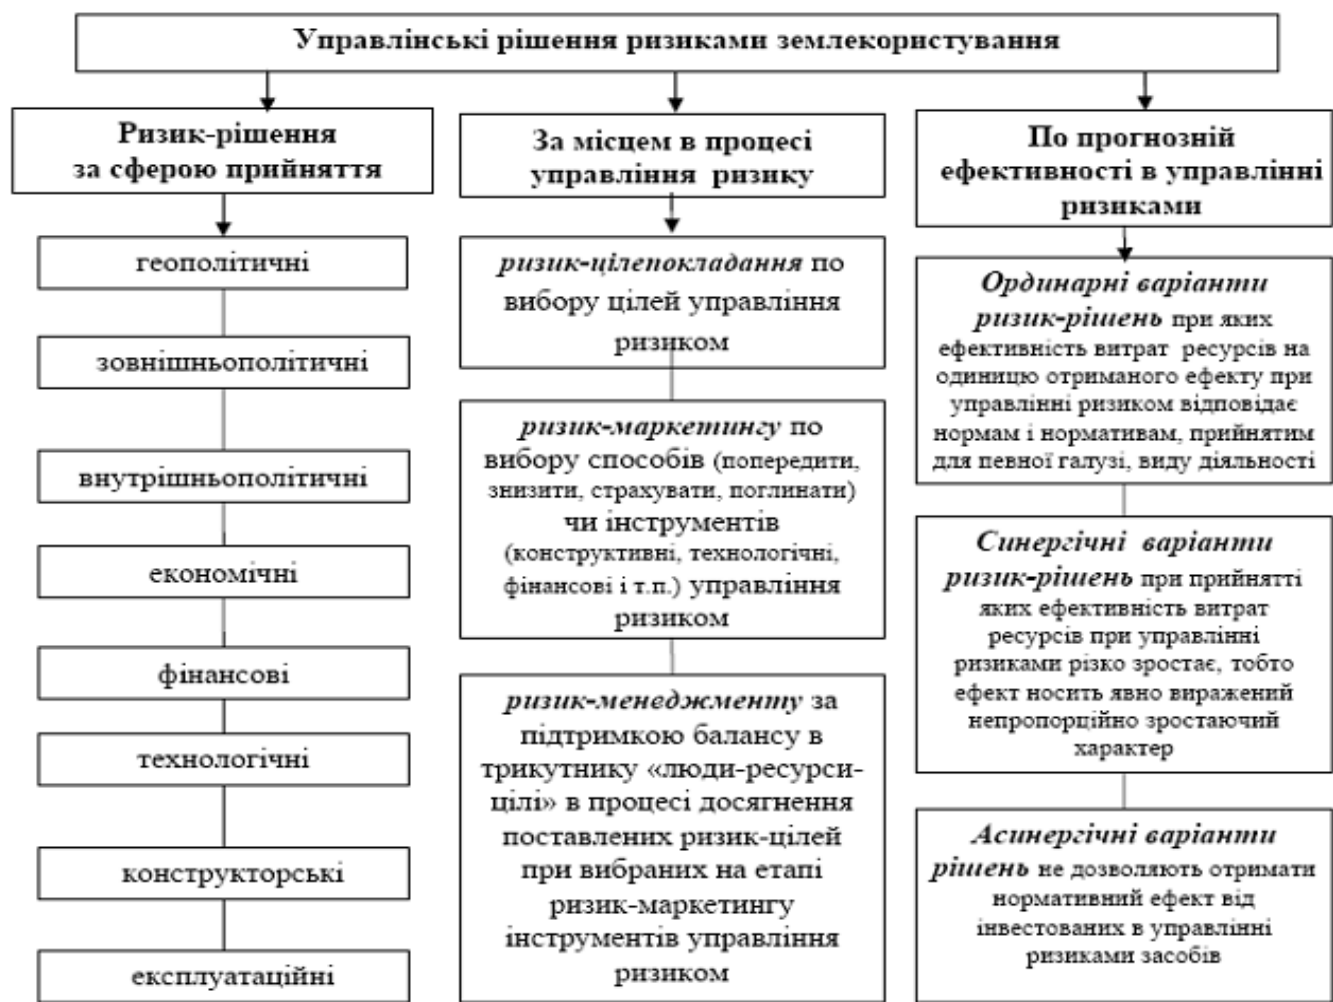 Управлінські рішення ризиками землекористування
Ризик-рішення
за сферою прийняття
геополітичні
зовнішньополітичні
внутрішньополітичні
економічні
фінансові
технологічні
конструкторські
експлуатаційні
За місцем в процесі
управління ризику
ризик-цілепокладання по
вибору цілей управління
ризиком
ризик-маркетингу по
вибору способів (попередити,
знизити, страхувати, поглинати)
чи інструментів
(конструктивні, технологічні,
фінансові і т.п.) управління
ризиком
ризик-менеджменту за
підтримкою балансу в
трикутнику «люди-ресурси-
цілі» в процесі досягнення
поставлених ризик-цілей
при вибраних на етапі
ризик-маркетингу
інструментів управління
ризиком
По прогнозній
ефективності в управлінні
ризиками
Ординарні варіанти
ризик-рішень при яких
ефективність витрат ресурсів на
одиницю отриманого ефекту при
управлінні ризиком відповідає
нормам і нормативам, прийнятим
для певної галузі, виду діяльності
Синергічні варіанти
ризик-рішень при прийнятті
яких ефективність витрат
ресурсів при управлінні
ризиками різко зростає, тобто
ефект носить явно виражений
непропорційно зростаючий
характер
Асинергічні варіанти
рішень не дозволяють отримати
нормативний ефект від
інвестованих в управлінні
ризиками засобів